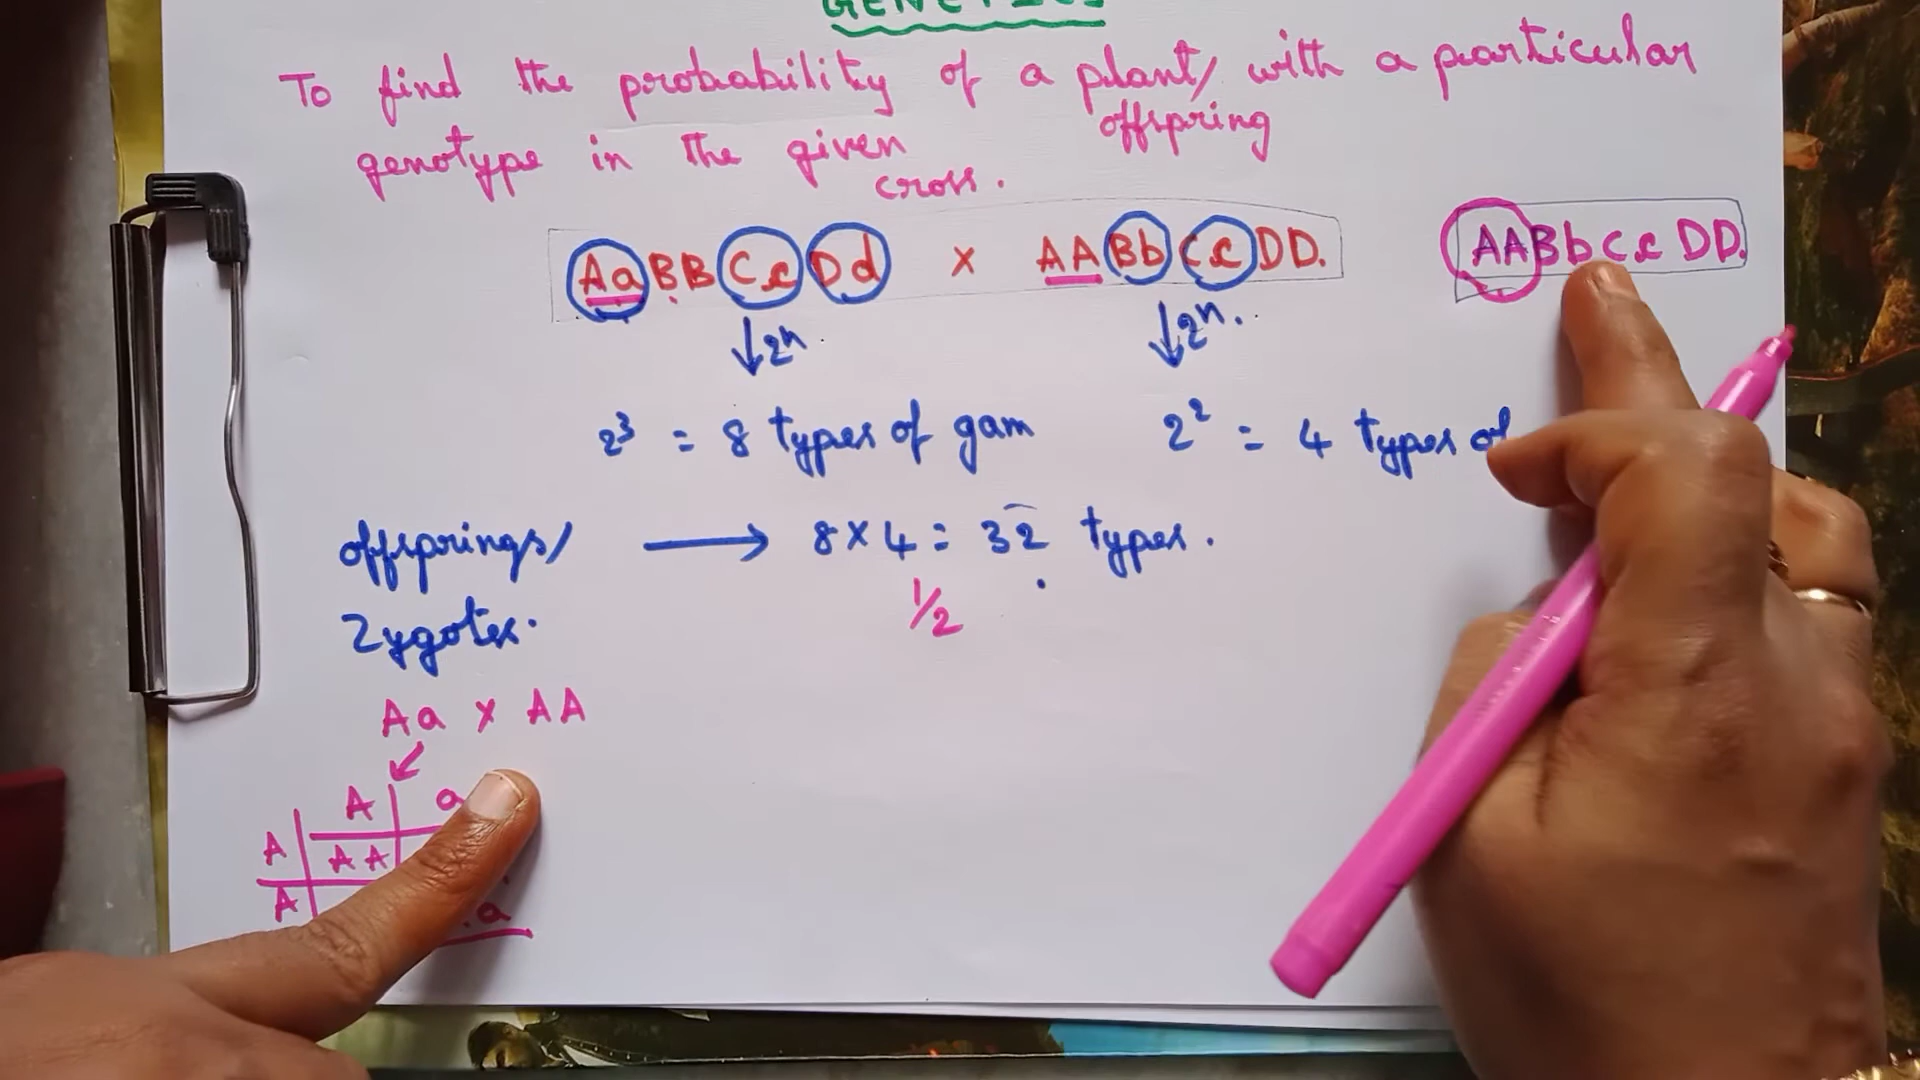 GENETICS
To find the probability of a plant/ with a particular
offspring
genotype in the given
cross.
AaBBCcDd x AABbCcDD.
AABbCcDD.
↓2ⁿ. ↓2ⁿ.
2³ = 8 types of gam 2² = 4 types of
offsprings/ → 8×4 = 32 types.
Zygotes. 1/2
Aa x AA
A a
A AA
A a